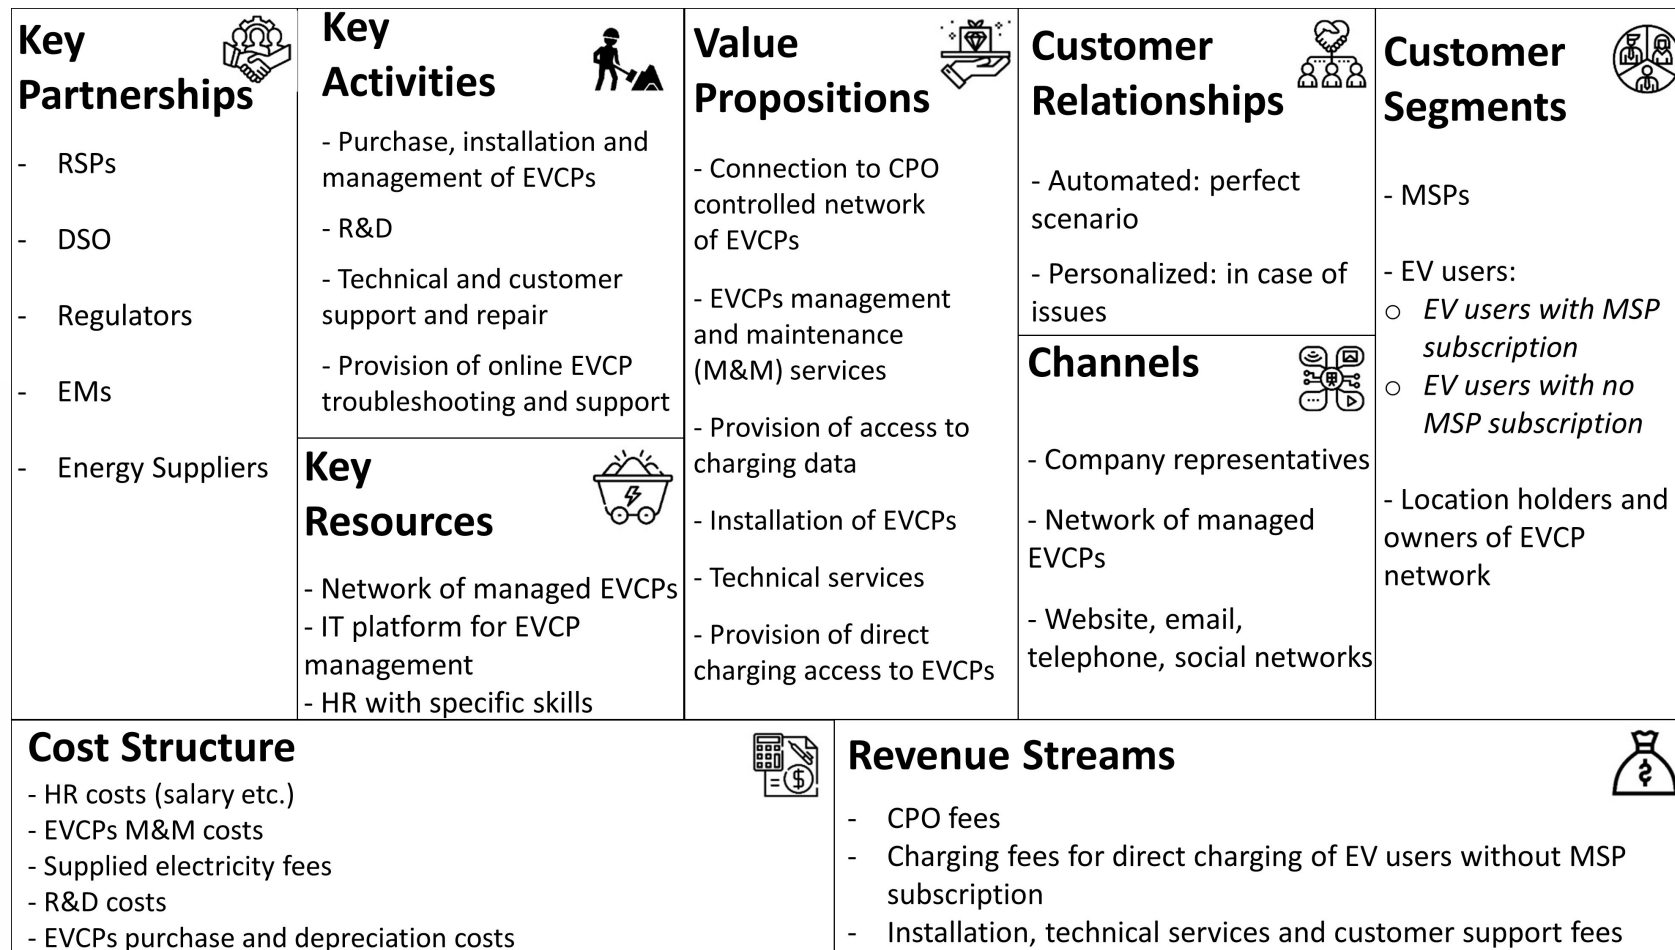 Key
Partnerships
- RSPs
- DSO
- Regulators
- EMs
- Energy Suppliers
Key
Activities
- Purchase, installation and
management of EVCPs
- R&D
- Technical and customer
support and repair
- Provision of online EVCP
troubleshooting and support
Key
Resources
- Network of managed EVCPs
- IT platform for EVCP
management
- HR with specific skills
Value
Propositions
- Connection to CPO
controlled network
of EVCPs
- EVCPs management
and maintenance
(M&M) services
- Provision of access to
charging data
- Installation of EVCPs
- Technical services
- Provision of direct
charging access to EVCPs
Customer
Relationships
- Automated: perfect
scenario
- Personalized: in case of
issues
Channels
- Company representatives
- Network of managed
EVCPs
- Website, email,
telephone, social networks
Customer
Segments
- MSPs
- EV users:
o EV users with MSP
subscription
o EV users with no
MSP subscription
- Location holders and
owners of EVCP
network
Cost Structure
- HR costs (salary etc.)
- EVCPs M&M costs
- Supplied electricity fees
- R&D costs
- EVCPs purchase and depreciation costs
Revenue Streams
- CPO fees
- Charging fees for direct charging of EV users without MSP
subscription
- Installation, technical services and customer support fees